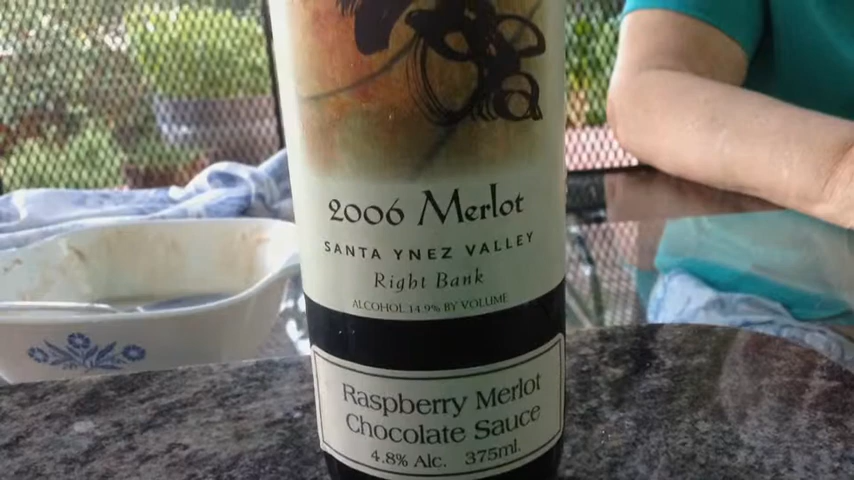 2006 Merlot
SANTA YNEZ VALLEY
Right Bank
ALCOHOL 14.9% BY VOLUME
Raspberry Merlot
Chocolate Sauce
4.8% Alc. 375ml.